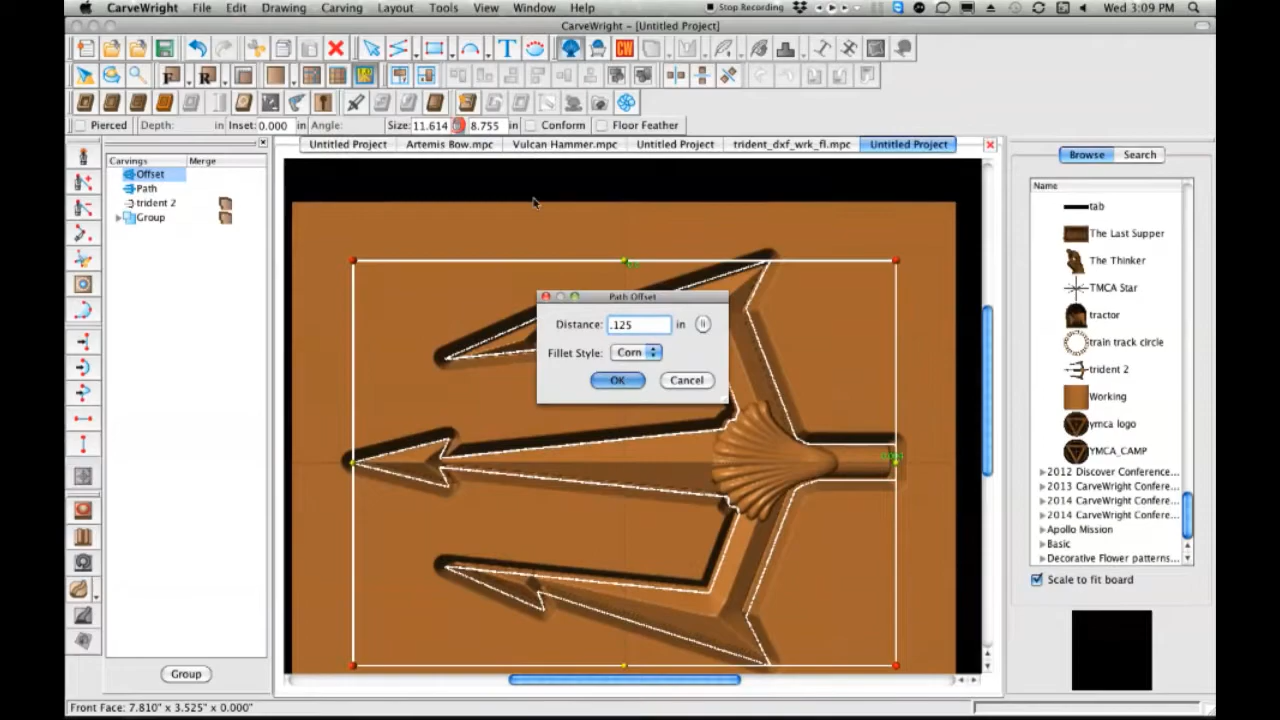 CarveWright File Edit Drawing Carving Layout Tools View Window Help Stop Recording Wed 3:09 PM
CarveWright - [Untitled Project]
T CW
F R
Pierced Depth: in Inset: 0.000 in Angle: Size: 11.614 8.755 in Conform Floor Feather
Untitled Project Artemis Bow.mpc Vulcan Hammer.mpc Untitled Project trident_dxf_wrk_fl.mpc Untitled Project
Carvings Merge
Offset
Path
trident 2
Group
Path Offset
Distance: .125 in
Fillet Style: Corn
OK Cancel
Browse Search
Name
tab
The Last Supper
The Thinker
TMCA Star
tractor
train track circle
trident 2
Working
ymca logo
YMCA_CAMP
2012 Discover Conference...
2013 CarveWright Confere...
2014 CarveWright Confere...
2014 CarveWright Confere...
Apollo Mission
Basic
Decorative Flower patterns...
Scale to fit board
Group
Front Face: 7.810" X 3.525" X 0.000"